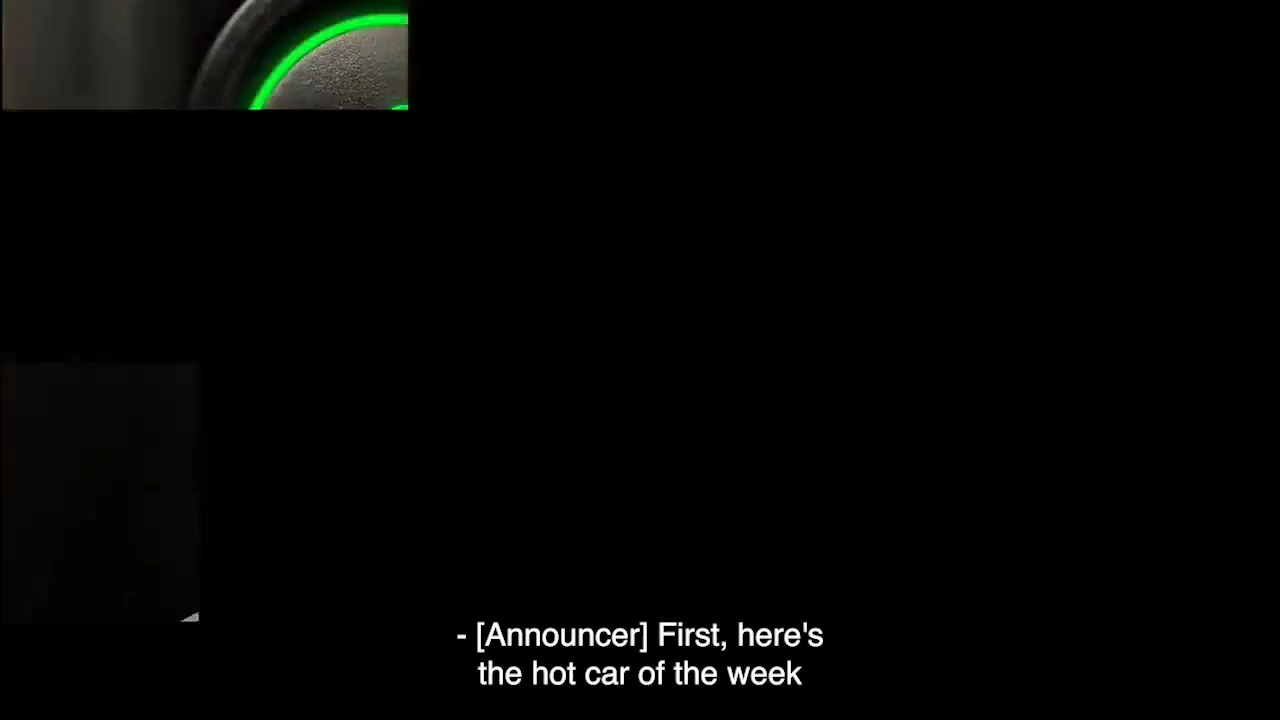 - [Announcer] First, here's
the hot car of the week